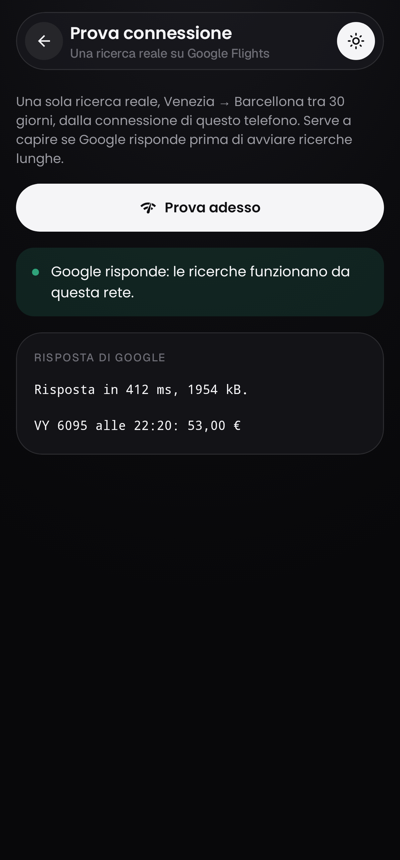 Prova connessione
Una ricerca reale su Google Flights
Una sola ricerca reale, Venezia → Barcellona tra 30
giorni, dalla connessione di questo telefono. Serve a
capire se Google risponde prima di avviare ricerche
lunghe.
Prova adesso
Google risponde: le ricerche funzionano da
questa rete.
RISPOSTA DI GOOGLE
Risposta in 412 ms, 1954 kB.
VY 6095 alle 22:20: 53,00 €